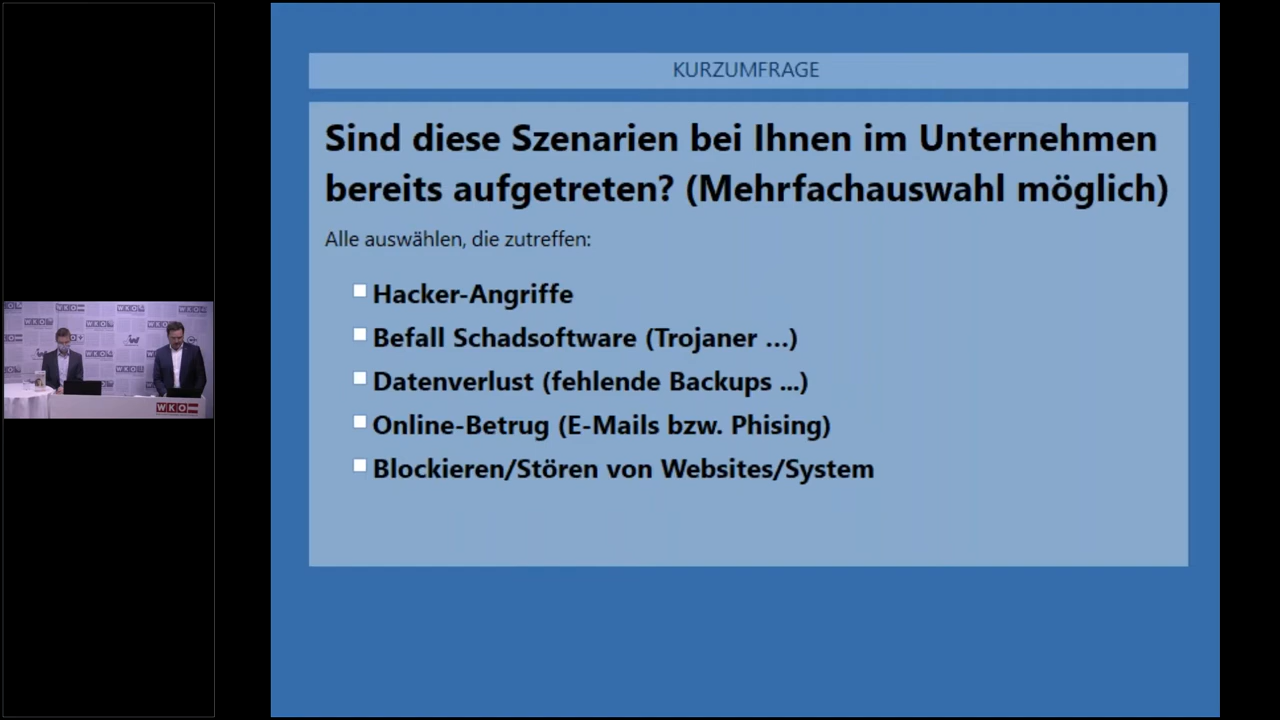 KURZUMFRAGE
Sind diese Szenarien bei Ihnen im Unternehmen
bereits aufgetreten? (Mehrfachauswahl möglich)
Alle auswählen, die zutreffen:
Hacker-Angriffe
Befall Schadsoftware (Trojaner ...)
Datenverlust (fehlende Backups ...)
Online-Betrug (E-Mails bzw. Phising)
Blockieren/Stören von Websites/System
WKO